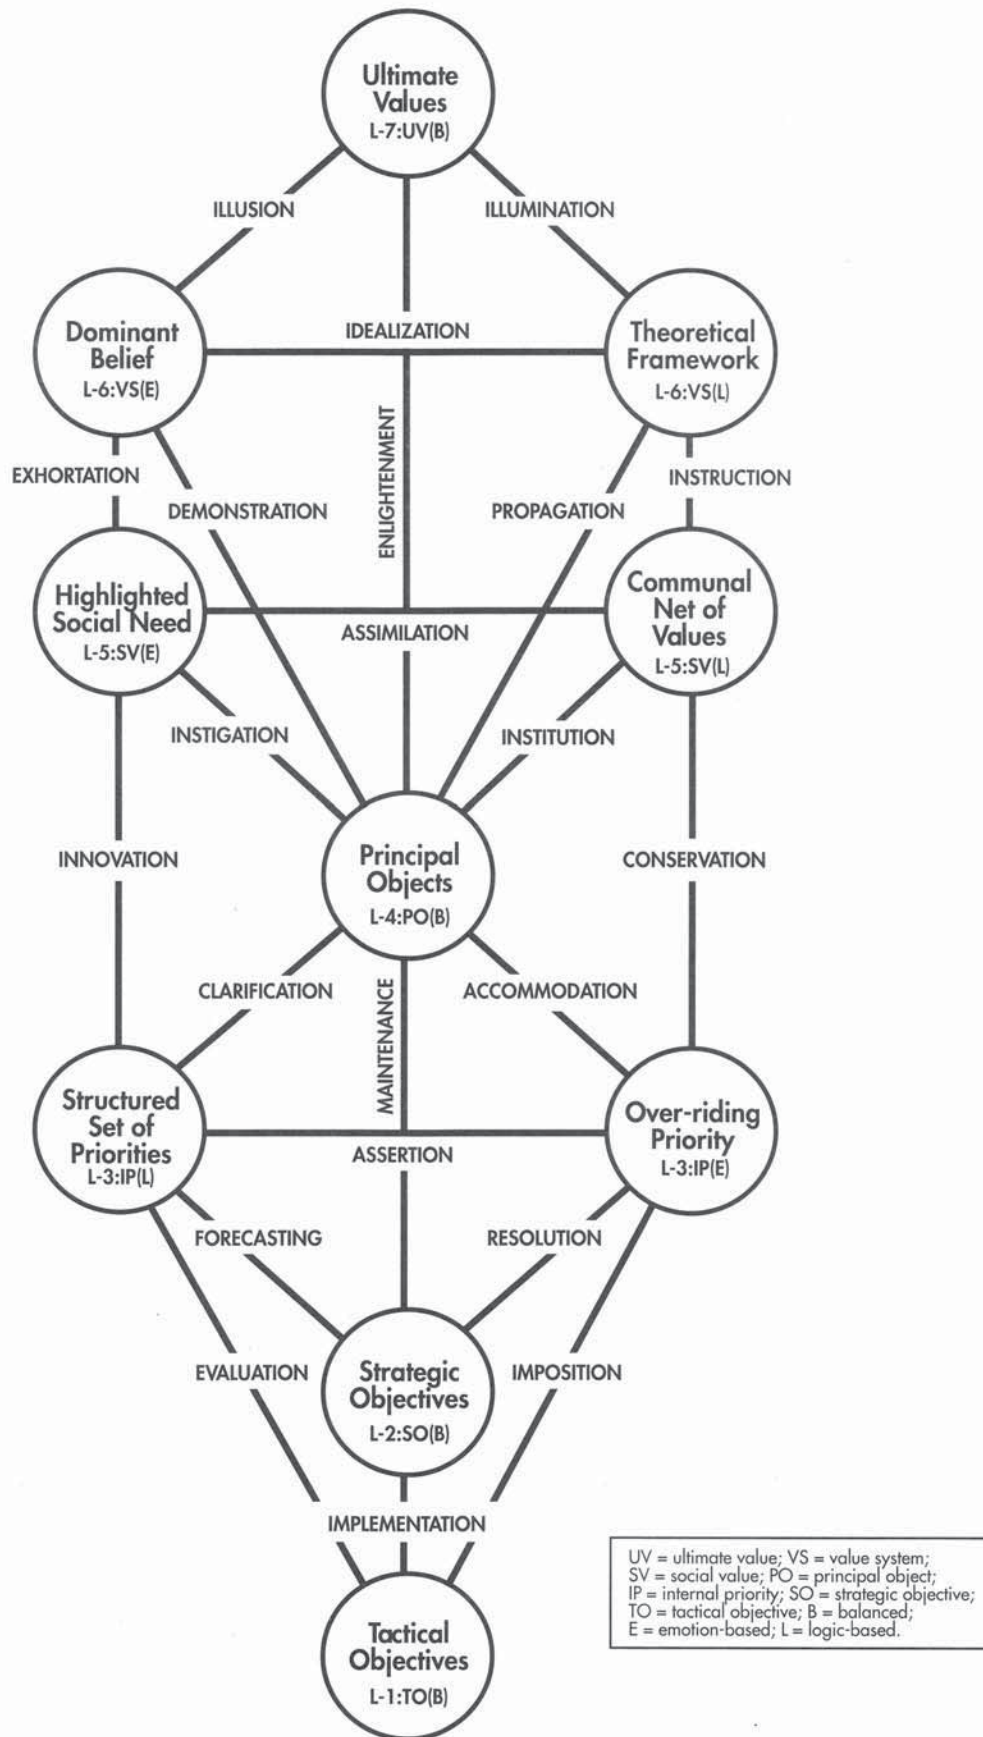 Ultimate
Values
L-7:UV(B)
ILLUSION
ILLUMINATION
Dominant
Belief
L-6:VS(E)
IDEALIZATION
Theoretical
Framework
L-6:VS(L)
EXHORTATION
DEMONSTRATION
ENLIGHTENMENT
PROPAGATION
INSTRUCTION
Highlighted
Social Need
L-5:SV(E)
ASSIMILATION
Communal
Net of
Values
L-5:SV(L)
INSTIGATION
INSTITUTION
INNOVATION
Principal
Objects
L-4:PO(B)
CONSERVATION
CLARIFICATION
MAINTENANCE
ACCOMMODATION
Structured
Set of
Priorities
L-3:IP(L)
ASSERTION
Over-riding
Priority
L-3:IP(E)
FORECASTING
RESOLUTION
EVALUATION
Strategic
Objectives
L-2:SO(B)
IMPOSITION
IMPLEMENTATION
Tactical
Objectives
L-1:TO(B)
UV = ultimate value; VS = value system;
SV = social value; PO = principal object;
IP = internal priority; SO = strategic objective;
TO = tactical objective; B = balanced;
E = emotion-based; L = logic-based.